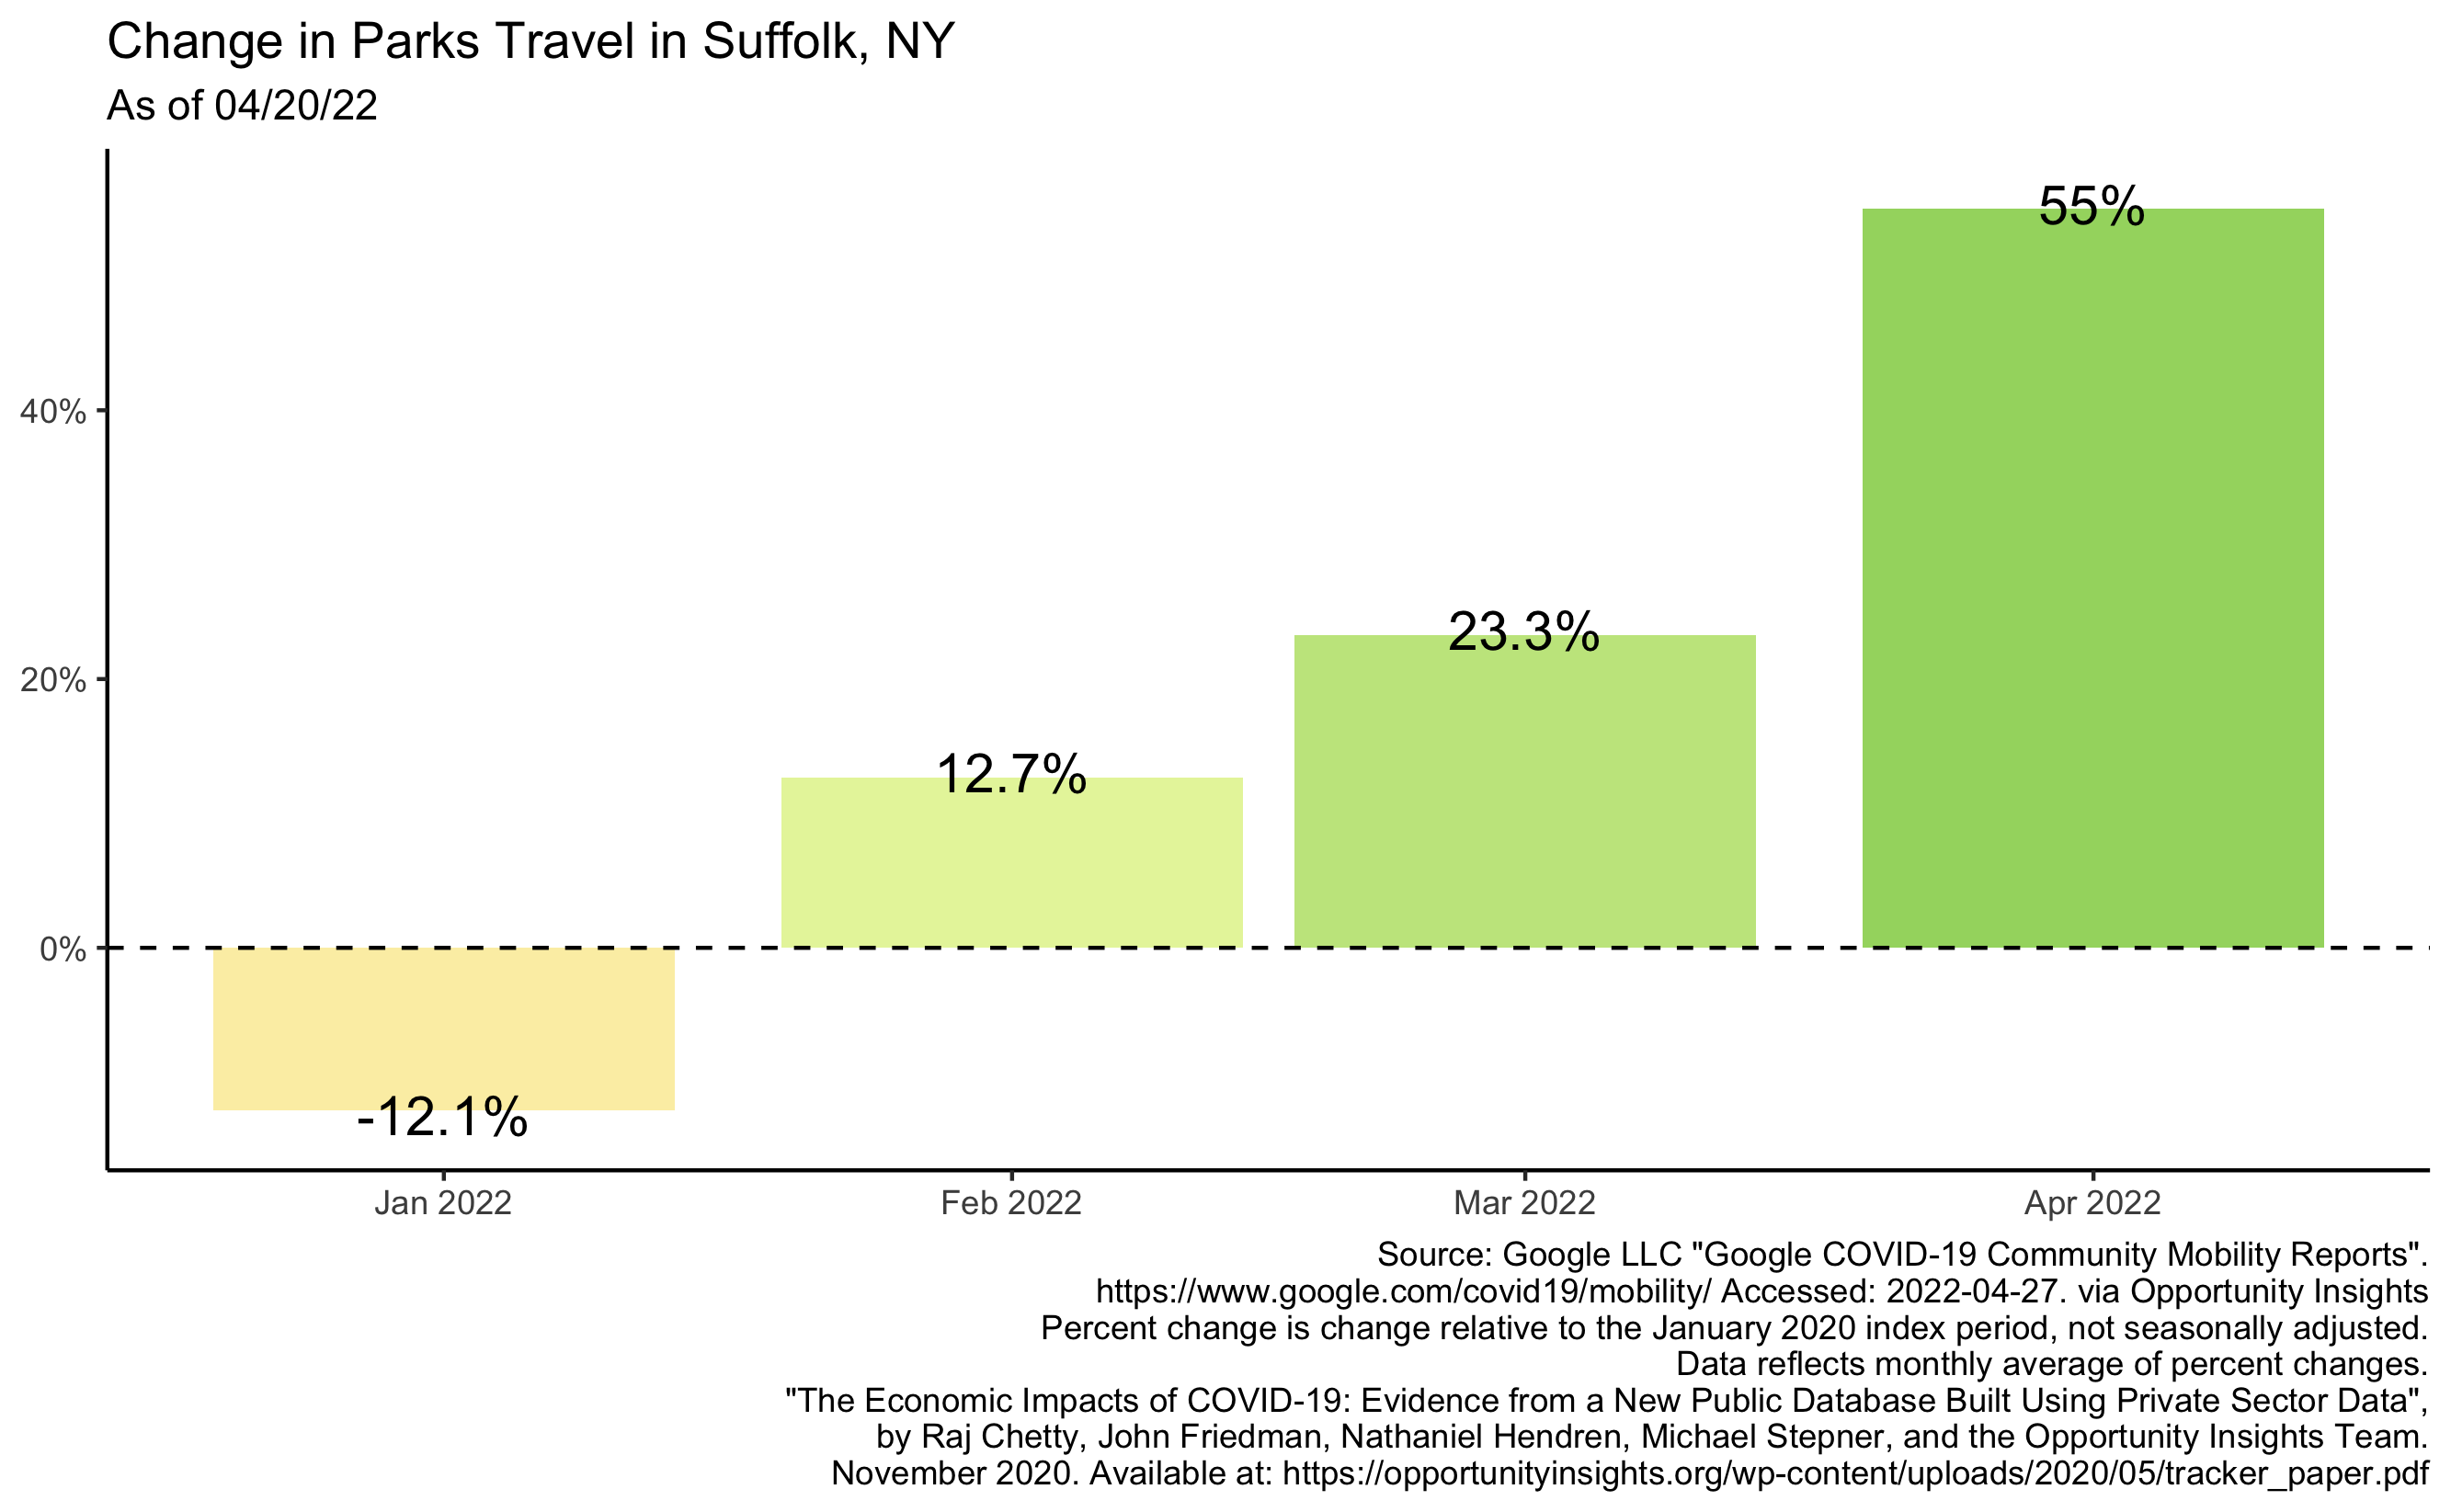 Change in Parks Travel in Suffolk, NY
As of 04/20/22
55%
40%
23.3%
20%
12.7%
0%
-12.1%
Jan 2022 Feb 2022 Mar 2022 Apr 2022
Source: Google LLC "Google COVID-19 Community Mobility Reports".
https://www.google.com/covid19/mobility/ Accessed: 2022-04-27. via Opportunity Insights
Percent change is change relative to the January 2020 index period, not seasonally adjusted.
Data reflects monthly average of percent changes.
"The Economic Impacts of COVID-19: Evidence from a New Public Database Built Using Private Sector Data",
by Raj Chetty, John Friedman, Nathaniel Hendren, Michael Stepner, and the Opportunity Insights Team.
November 2020. Available at: https://opportunityinsights.org/wp-content/uploads/2020/05/tracker_paper.pdf